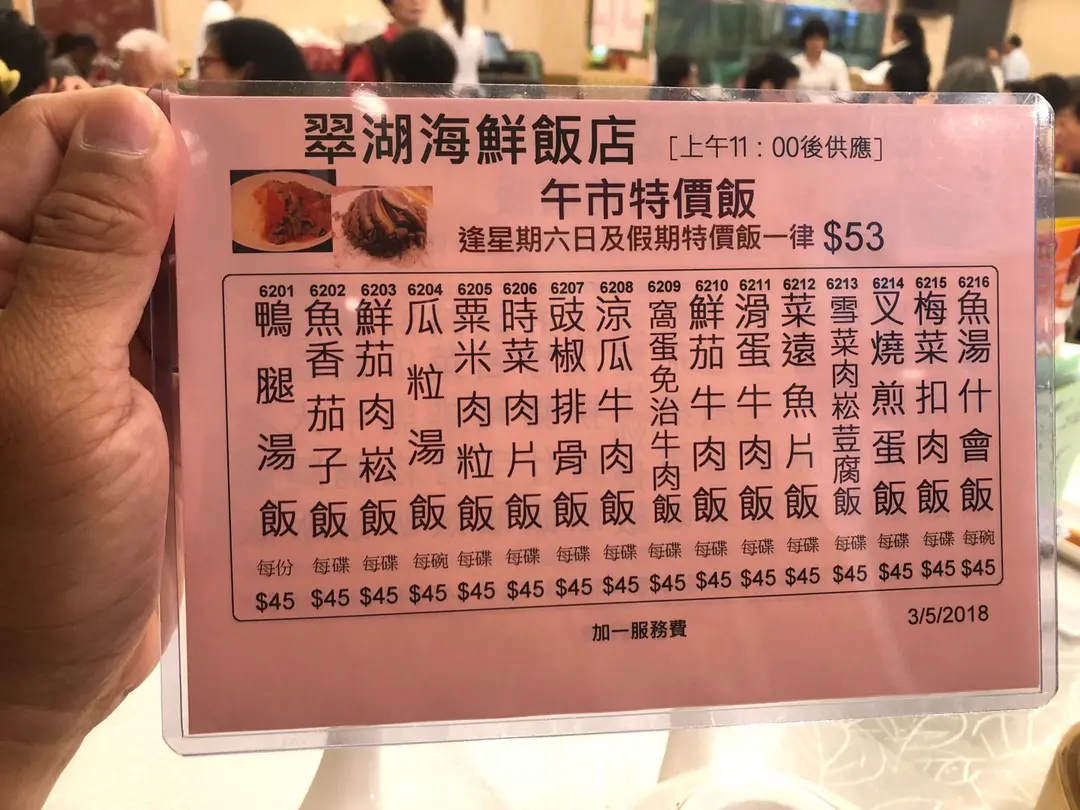 翠湖海鮮飯店 [上午11：00後供應]
午市特價飯
逢星期六日及假期特價飯一律 $53
6201 鴨腿湯飯 每份 $45
6202 魚香茄子飯 每碟 $45
6203 鮮茄肉崧飯 每碟 $45
6204 瓜粒湯飯 每碗 $45
6205 粟米肉粒飯 每碟 $45
6206 時菜肉片飯 每碟 $45
6207 豉椒排骨飯 每碟 $45
6208 涼瓜牛肉飯 每碟 $45
6209 窩蛋免治牛肉飯 每碟 $45
6210 鮮茄牛肉飯 每碟 $45
6211 滑蛋牛肉飯 每碟 $45
6212 菜遠魚片飯 每碟 $45
6213 雪菜肉崧荳腐飯 每碟 $45
6214 叉燒煎蛋飯 每碟 $45
6215 梅菜扣肉飯 每碟 $45
6216 魚湯什會飯 每碗 $45
加一服務費
3/5/2018